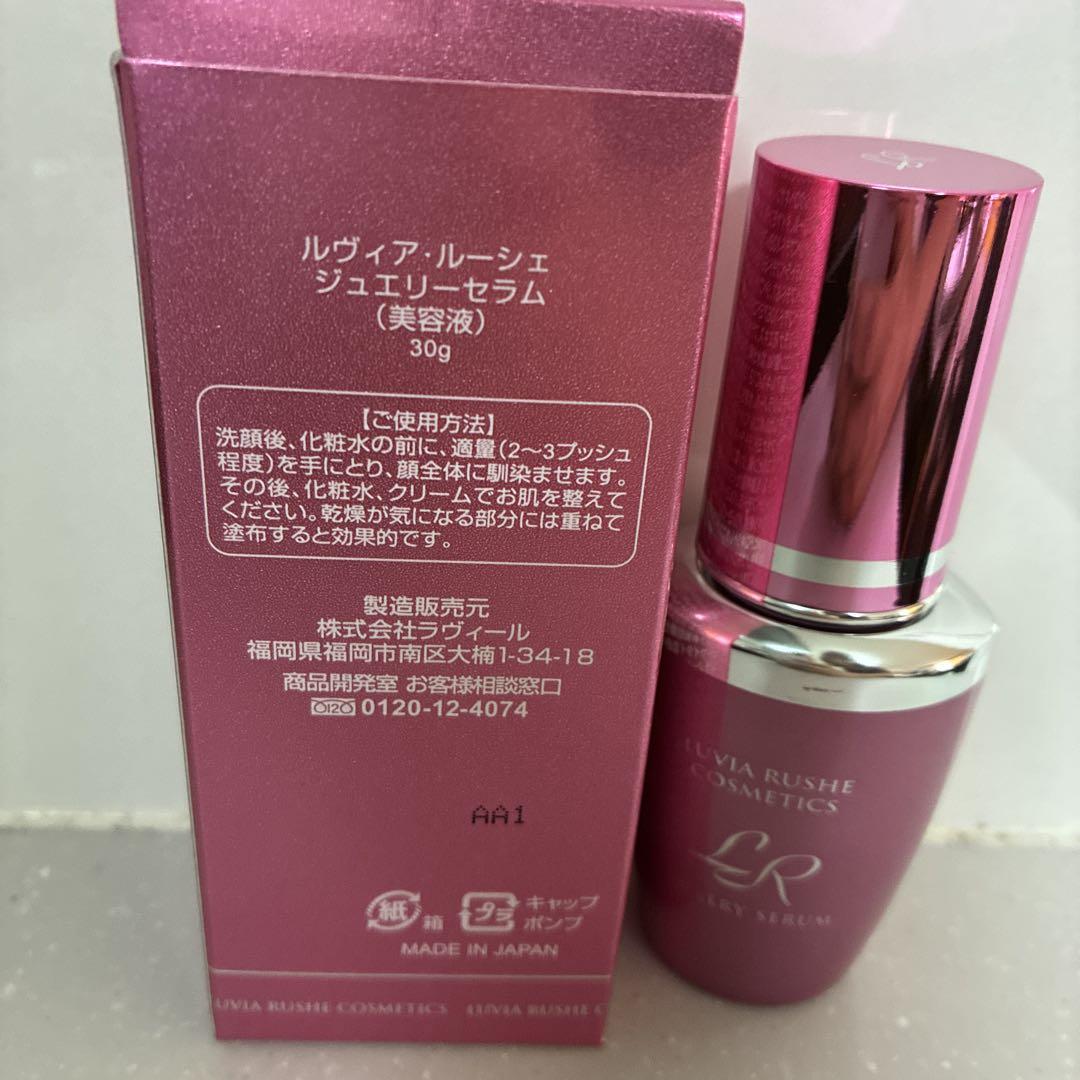 ルヴィア・ルーシェ
ジュエリーセラム
(美容液)
30g
【ご使用方法】
洗顔後、化粧水の前に、適量(2〜3プッシュ
程度)を手にとり、顔全体に馴染ませます。
その後、化粧水、クリームでお肌を整えて
ください。乾燥が気になる部分には重ねて
塗布すると効果的です。
製造販売元
株式会社ラヴィール
福岡県福岡市南区大楠1-34-18
商品開発室 お客様相談窓口
0120-12-4074
AA1
紙 箱
プラ キャップ
ポンプ
MADE IN JAPAN
UVIA RUSHE COSMETICS LUVIA RUSHE C
LUVIA RUSHE
COSMETICS
LR
SERUM